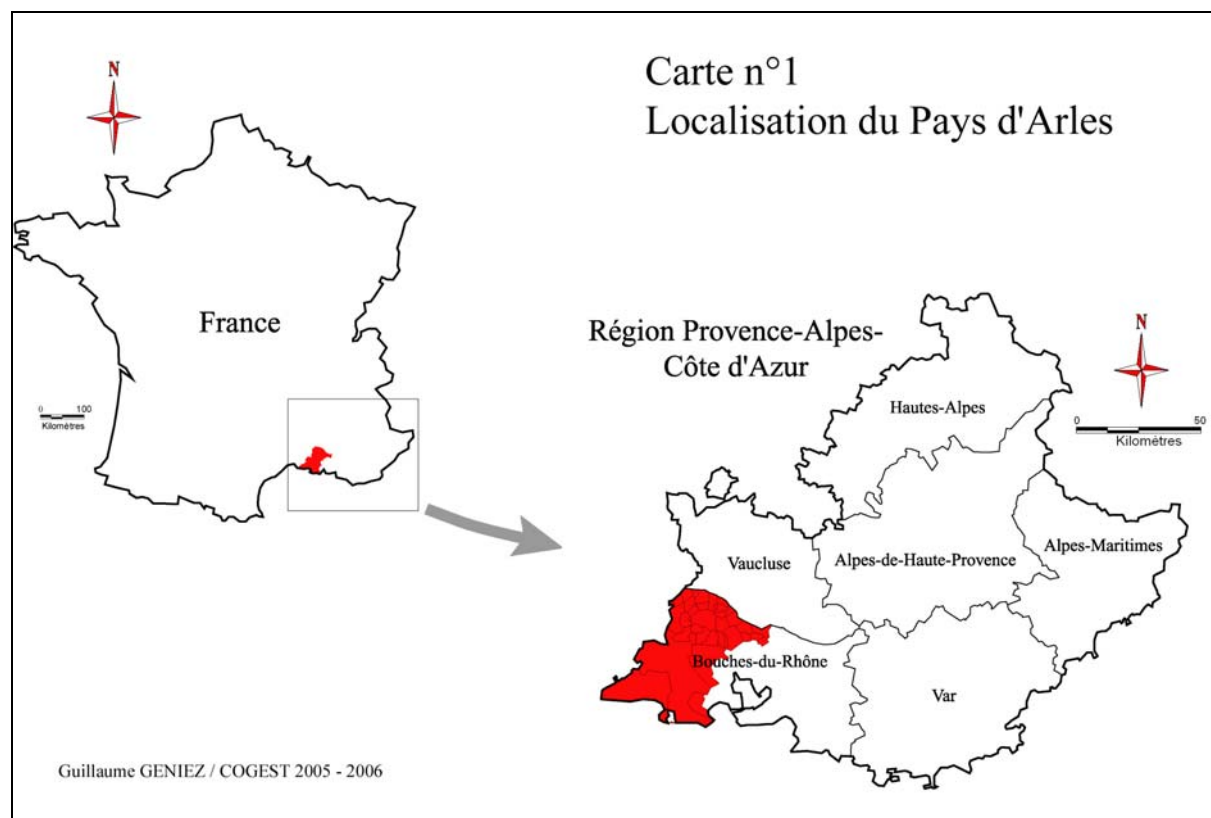 Carte n°1
Localisation du Pays d'Arles
N
France
0 100
Kilomètres
Région Provence-Alpes-
Côte d'Azur
N
0 50
Kilomètres
Hautes-Alpes
Vaucluse
Alpes-de-Haute-Provence
Alpes-Maritimes
Bouches-du-Rhône
Var
Guillaume GENIEZ / COGEST 2005 - 2006